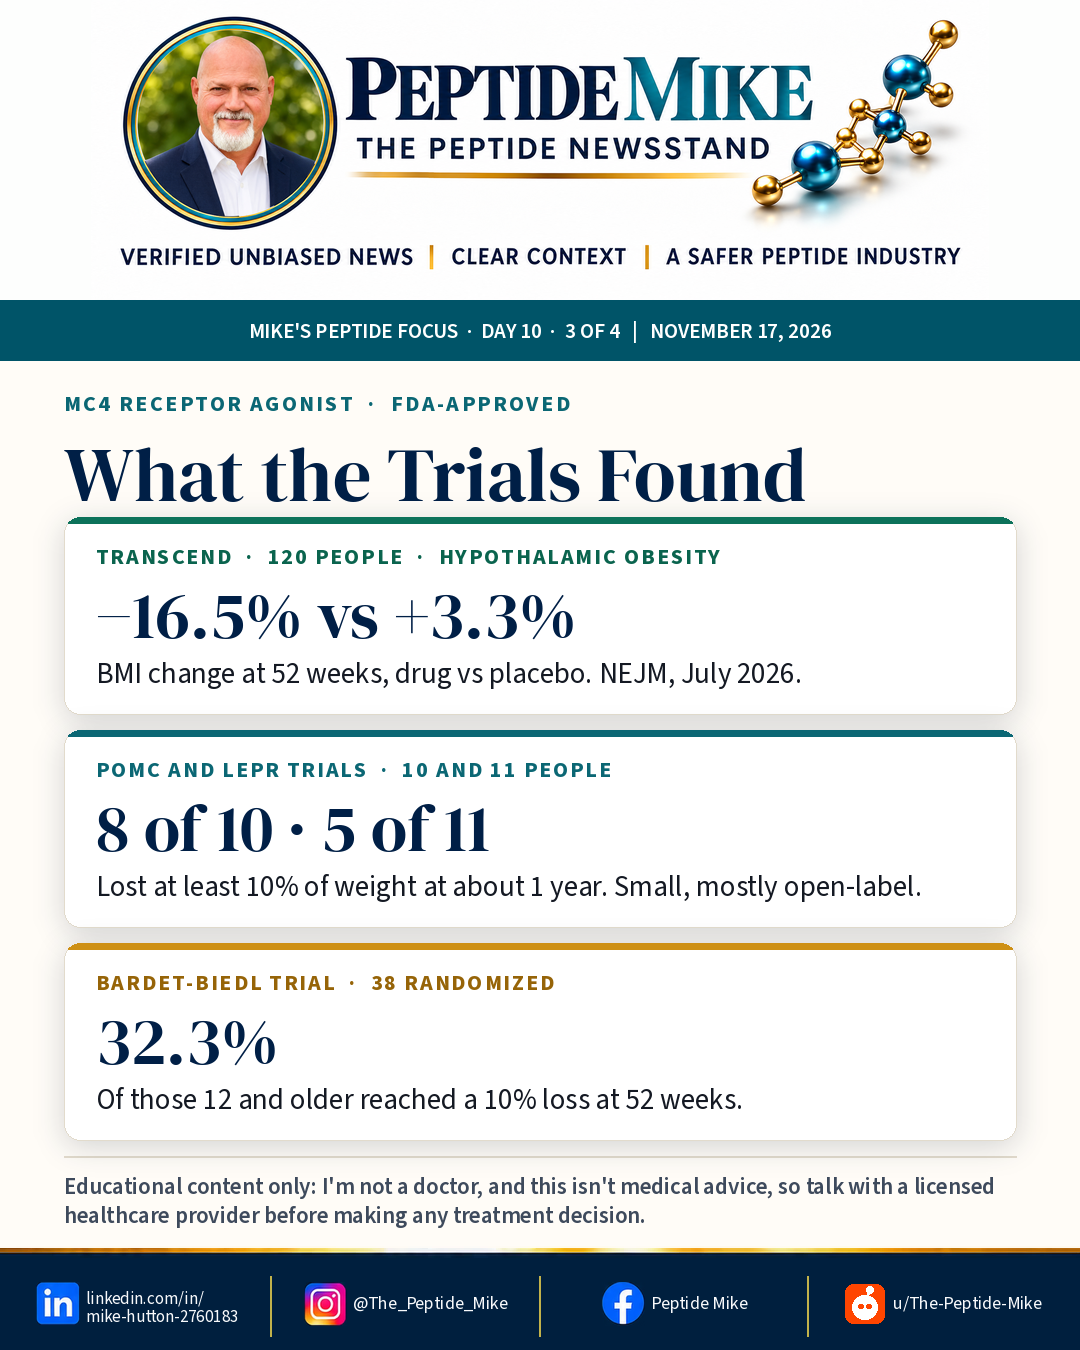 PEPTIDEMIKE
THE PEPTIDE NEWSSTAND
VERIFIED UNBIASED NEWS | CLEAR CONTEXT | A SAFER PEPTIDE INDUSTRY
MIKE'S PEPTIDE FOCUS · DAY 10 · 3 OF 4 | NOVEMBER 17, 2026
MC4 RECEPTOR AGONIST · FDA-APPROVED
What the Trials Found
TRANSCEND · 120 PEOPLE · HYPOTHALAMIC OBESITY
−16.5% vs +3.3%
BMI change at 52 weeks, drug vs placebo. NEJM, July 2026.
POMC AND LEPR TRIALS · 10 AND 11 PEOPLE
8 of 10 · 5 of 11
Lost at least 10% of weight at about 1 year. Small, mostly open-label.
BARDET-BIEDL TRIAL · 38 RANDOMIZED
32.3%
Of those 12 and older reached a 10% loss at 52 weeks.
Educational content only: I'm not a doctor, and this isn't medical advice, so talk with a licensed
healthcare provider before making any treatment decision.
linkedin.com/in/
mike-hutton-2760183
@The_Peptide_Mike
Peptide Mike
u/The-Peptide-Mike